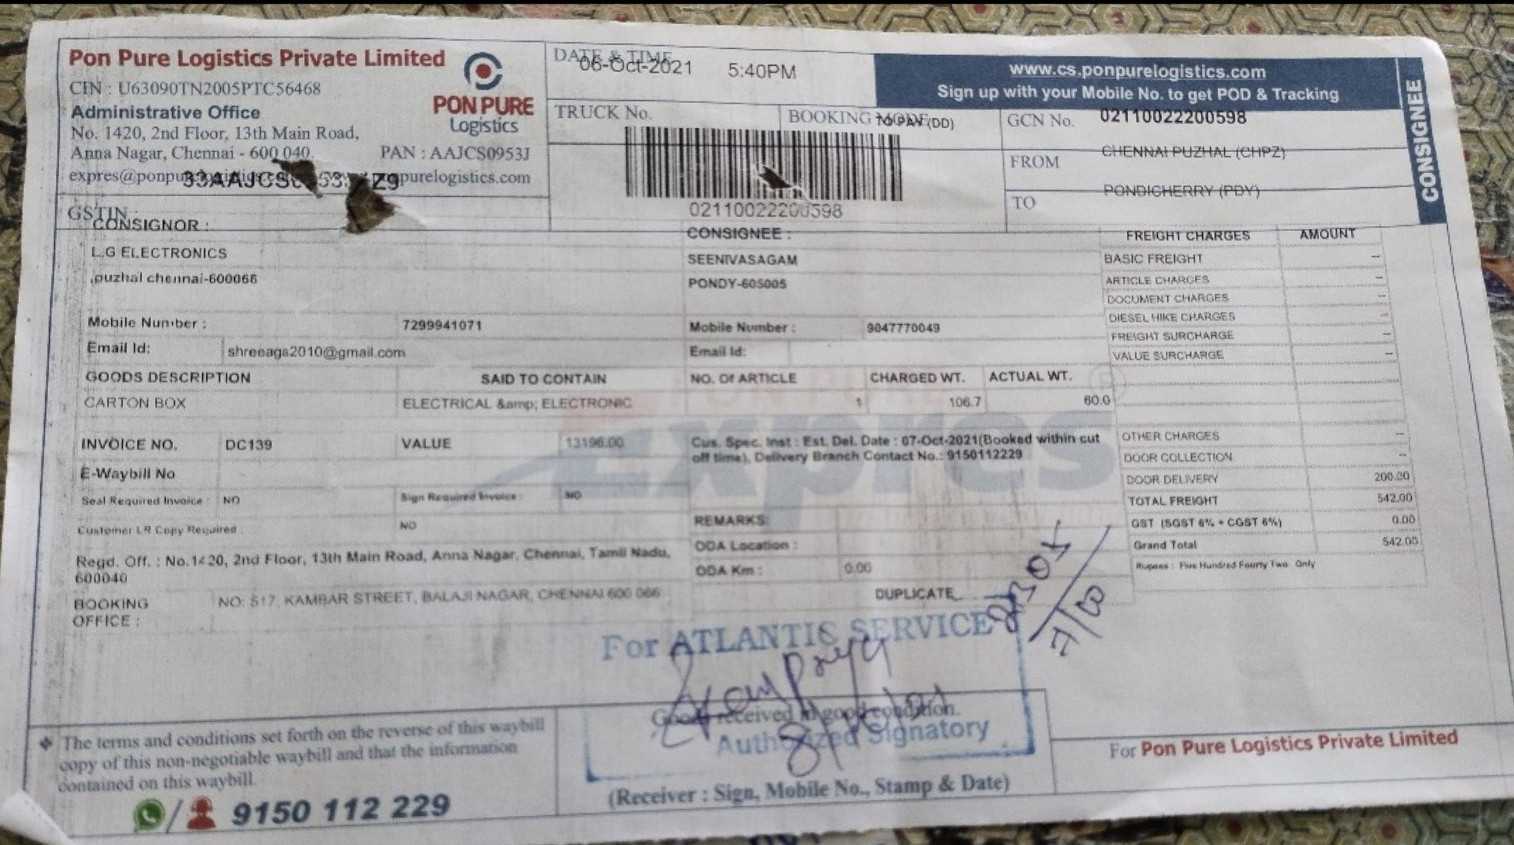 Pon Pure Logistics Private Limited
CIN : U63090TN2005PTC56468
Administrative Office
No. 1420, 2nd Floor, 13th Main Road,
Anna Nagar, Chennai - 600 040.
PAN : AAJCS0953J
PON PURE
Logistics
GSTIN :
DATE & TIME
06-Oct-2021 5:40PM
www.cs.ponpurelogistics.com
Sign up with your Mobile No. to get POD & Tracking
CONSIGNEE
TRUCK No.
BOOKING MODE
TO PAY (DD)
GCN No. 02110022200598
FROM CHENNAI PUZHAL (CHPZ)
TO PONDICHERRY (PDY)
02110022200598
CONSIGNOR :
L.G ELECTRONICS
,puzhal chennai-600066
Mobile Number : 7299941071
Email Id: shreeaga2010@gmail.com
CONSIGNEE :
SEENIVASAGAM
PONDY-605005
Mobile Number : 9047770049
Email Id:
FREIGHT CHARGES AMOUNT
BASIC FREIGHT --
ARTICLE CHARGES --
DOCUMENT CHARGES --
DIESEL HIKE CHARGES --
FREIGHT SURCHARGE --
VALUE SURCHARGE --
GOODS DESCRIPTION SAID TO CONTAIN NO. Of ARTICLE CHARGED WT. ACTUAL WT.
CARTON BOX ELECTRICAL &amp; ELECTRONIC 1 106.7 60.0
INVOICE NO. DC139 VALUE 13196.00
E-Waybill No
Seal Required Invoice : NO Sign Required Invoice : NO
Customer LR Copy Required : NO
Cus. Spec. Inst : Est. Del. Date : 07-Oct-2021(Booked within cut
off time), Delivery Branch Contact No.: 9150112229
REMARKS:
ODA Location :
ODA Km : 0.00
OTHER CHARGES --
DOOR COLLECTION --
DOOR DELIVERY 200.00
TOTAL FREIGHT 542.00
GST (SGST 6% + CGST 6%) 0.00
Grand Total 542.00
Rupees : Five Hundred Fourty Two Only
Regd. Off. : No.1420, 2nd Floor, 13th Main Road, Anna Nagar, Chennai, Tamil Nadu,
600040
BOOKING
OFFICE :
NO: 517, KAMBAR STREET, BALAJI NAGAR, CHENNAI 600 066
DUPLICATE
expres
For ATLANTIS SERVICE
Goods received in good condition.
Authorized Signatory
(Receiver : Sign, Mobile No., Stamp & Date)
The terms and conditions set forth on the reverse of this waybill
copy of this non-negotiable waybill and that the information
contained on this waybill.
9150 112 229
For Pon Pure Logistics Private Limited